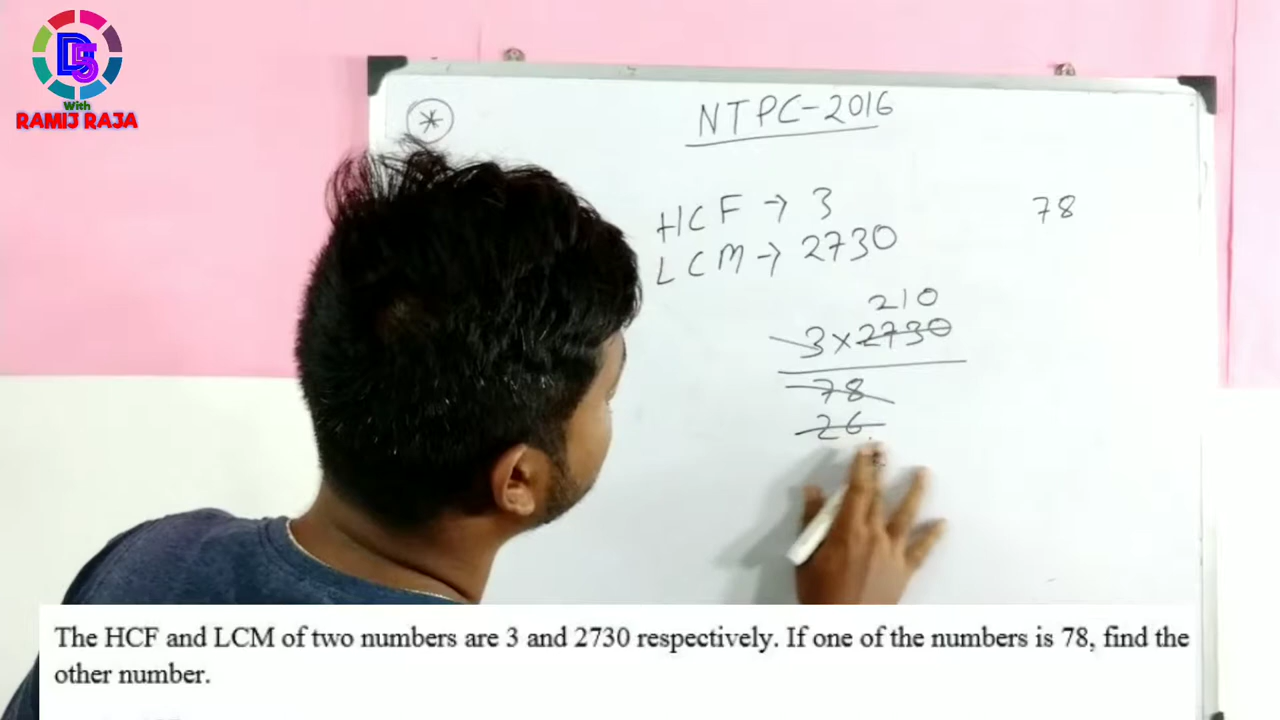 D5
With
RAMIJ RAJA
*
NTPC-2016
HCF → 3
LCM → 2730
78
210
3×2730
78
26
The HCF and LCM of two numbers are 3 and 2730 respectively. If one of the numbers is 78, find the
other number.